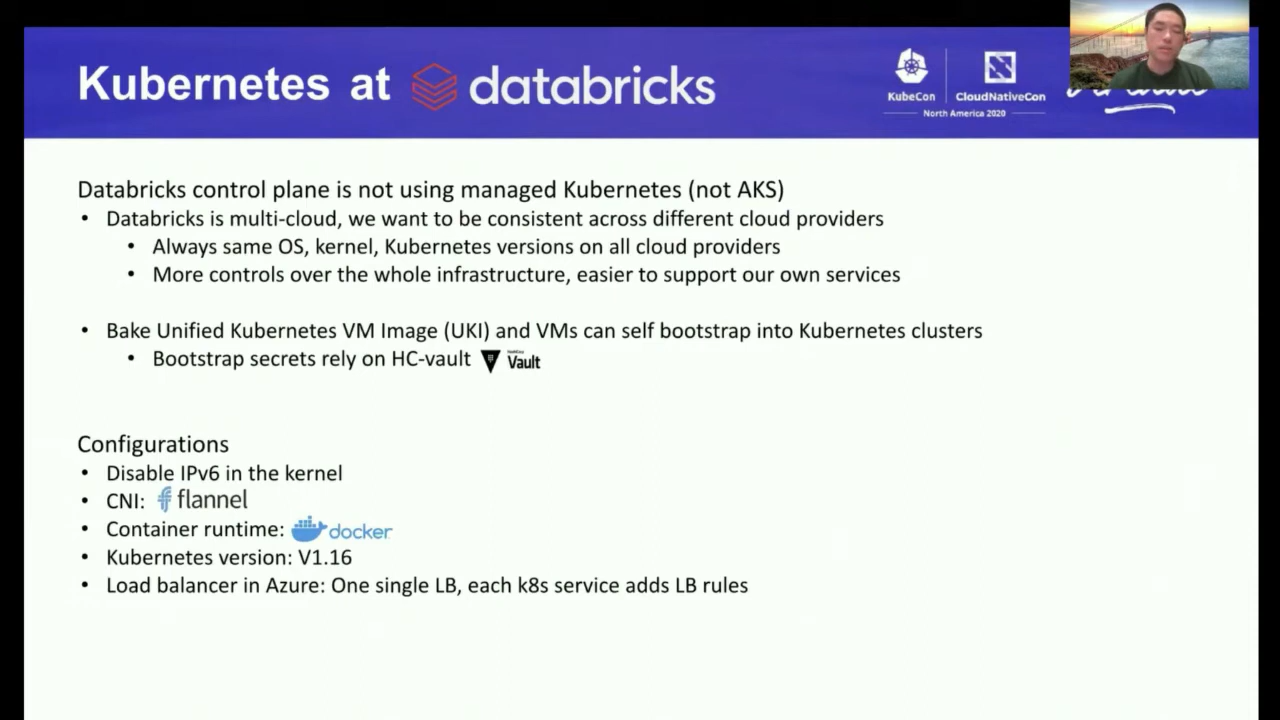 Kubernetes at databricks
KubeCon CloudNativeCon
North America 2020
Databricks control plane is not using managed Kubernetes (not AKS)
• Databricks is multi-cloud, we want to be consistent across different cloud providers
• Always same OS, kernel, Kubernetes versions on all cloud providers
• More controls over the whole infrastructure, easier to support our own services
• Bake Unified Kubernetes VM Image (UKI) and VMs can self bootstrap into Kubernetes clusters
• Bootstrap secrets rely on HC-vault Vault
Configurations
• Disable IPv6 in the kernel
• CNI: flannel
• Container runtime: docker
• Kubernetes version: V1.16
• Load balancer in Azure: One single LB, each k8s service adds LB rules